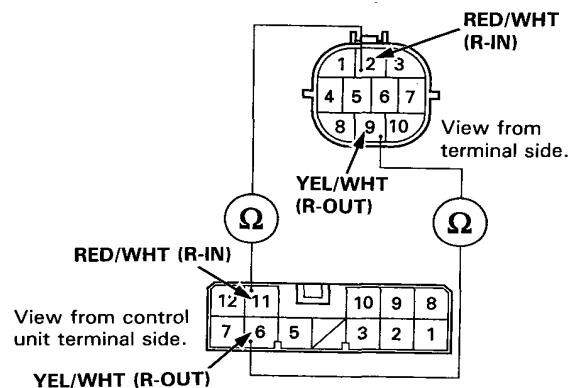 RED/WHT
(R-IN)
1 2 3
4 5 6 7
8 9 10
View from
terminal side.
YEL/WHT
(R-OUT)
Ω Ω
RED/WHT (R-IN)
12 11 10 9 8
View from control
unit terminal side.
7 6 5 3 2 1
YEL/WHT (R-OUT)